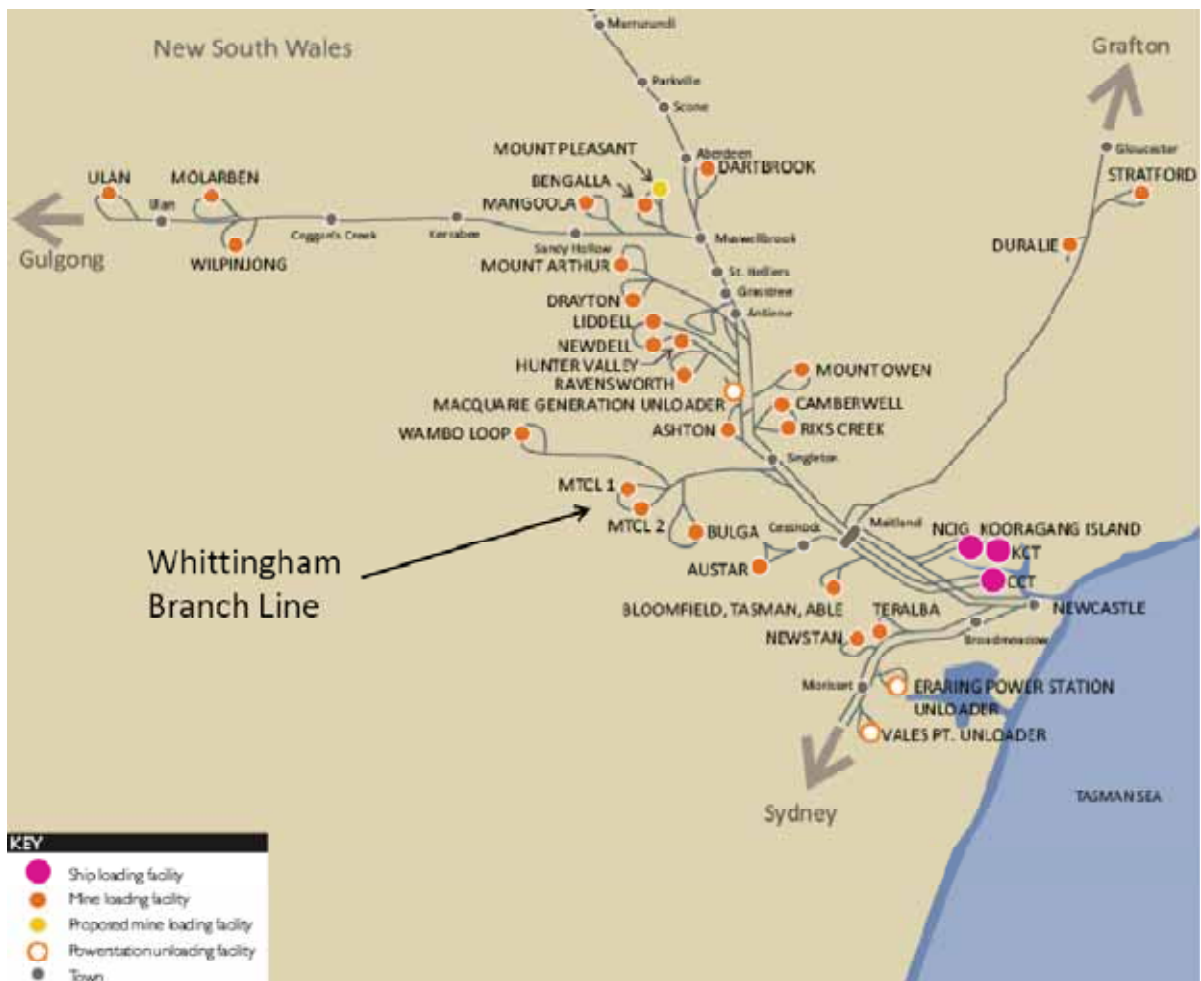 New South Wales
Murrurundi
Grafton
Parkville
Scone
MOUNT PLEASANT
Aberdeen
DARTBROOK
Gloucester
STRATFORD
ULAN
MOLARBEN
BENGALLA
MANGOOLA
Ulan
Coggan's Creek
Kerrabee
Sandy Hollow
Muswellbrook
DURALIE
Gulgong
WILPINJONG
MOUNT ARTHUR
St. Heliers
Grasstree
DRAYTON
Antiene
LIDDELL
NEWDELL
HUNTER VALLEY
RAVENSWORTH
MOUNT OWEN
MACQUARIE GENERATION UNLOADER
CAMBERWELL
WAMBO LOOP
ASHTON
RIXS CREEK
Singleton
MTCL 1
MTCL 2
BULGA
Cessnock
Maitland
NCIG
KOORAGANG ISLAND
KCT
Whittingham
Branch Line
AUSTAR
CCT
BLOOMFIELD, TASMAN, ABLE
TERALBA
NEWCASTLE
NEWSTAN
Broadmeadow
Morisset
ERARING POWER STATION
UNLOADER
VALES PT. UNLOADER
Sydney
TASMAN SEA
KEY
Ship loading facility
Mine loading facility
Proposed mine loading facility
Powerstation unloading facility
Town